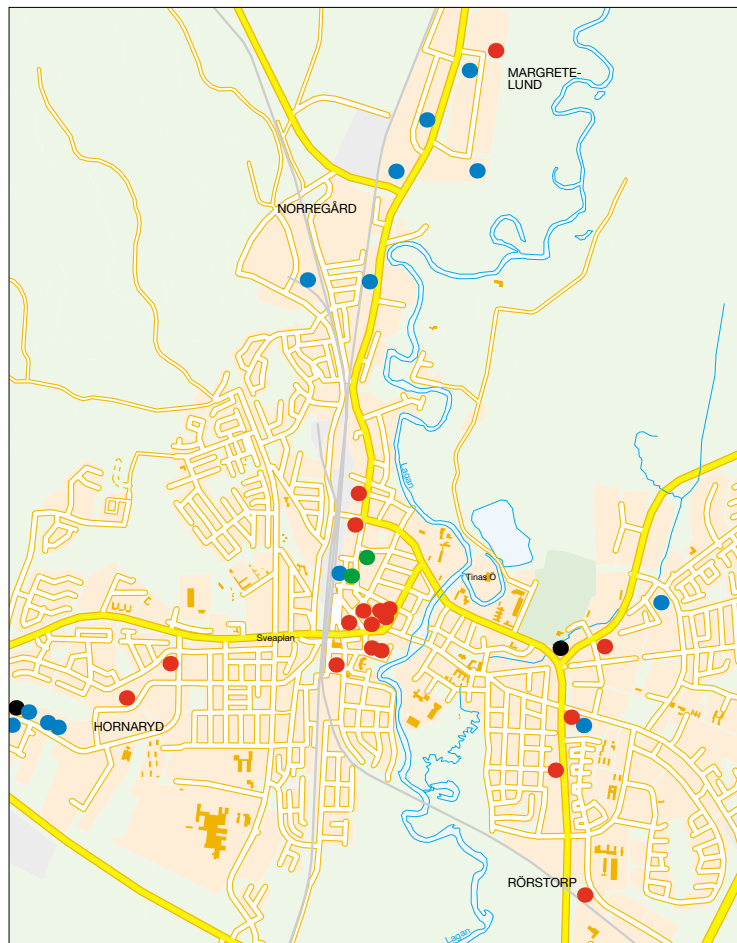 MARGRETE-
LUND
NORREGÅRD
Lagan
Tinas Ö
Sveaplan
HORNARYD
RÖRSTORP
Lagan